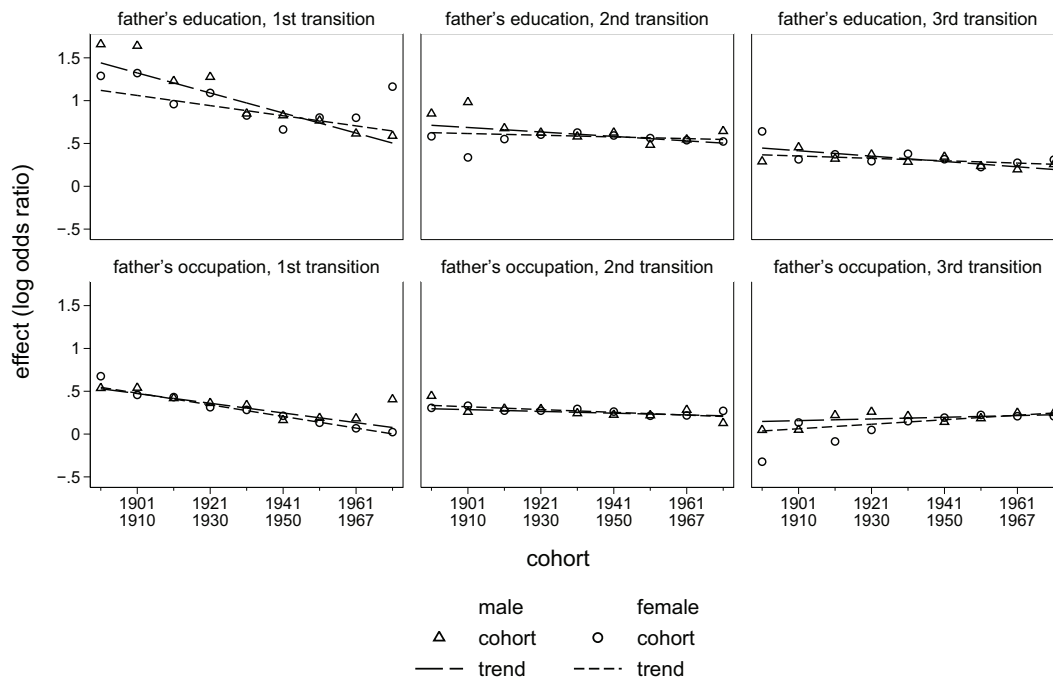 father's education, 1st transition
father's education, 2nd transition
father's education, 3rd transition
1.5
1
.5
0
−.5
father's occupation, 1st transition
father's occupation, 2nd transition
father's occupation, 3rd transition
1.5
1
.5
0
−.5
effect (log odds ratio)
1901 1921 1941 1961
1910 1930 1950 1967
1901 1921 1941 1961
1910 1930 1950 1967
1901 1921 1941 1961
1910 1930 1950 1967
cohort
male female
cohort cohort
trend trend